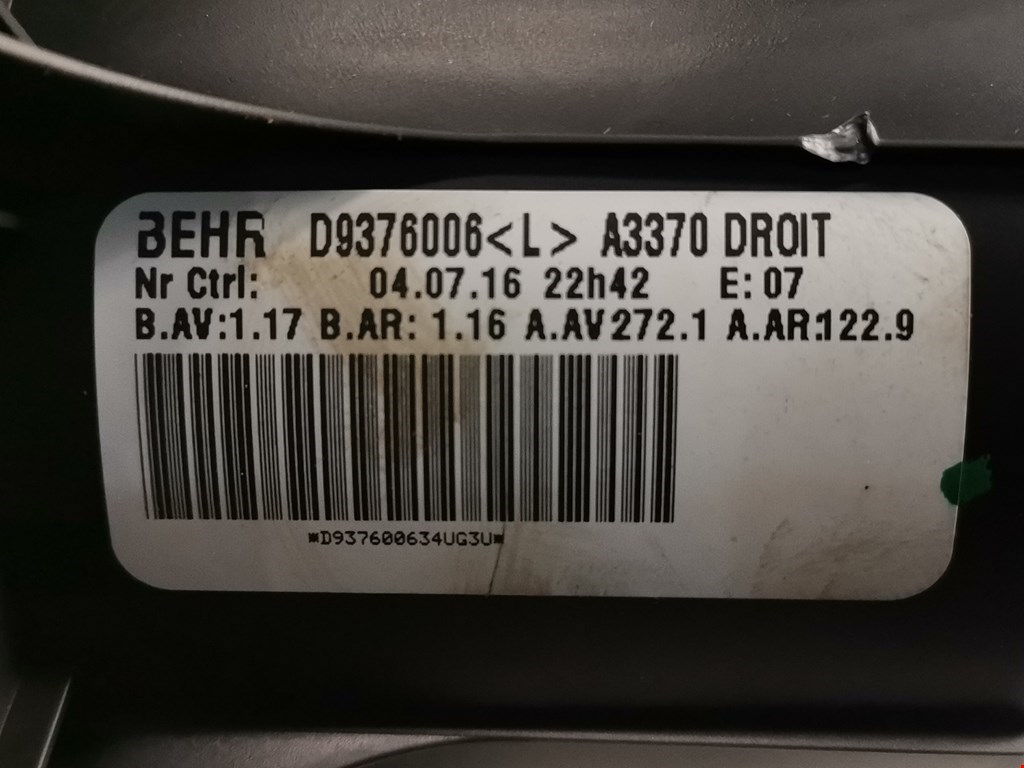 BEHR D9376006<L> A3370 DROIT
Nr Ctrl: 04.07.16 22h42 E: 07
B.AV:1.17 B.AR: 1.16 A.AV272.1 A.AR:122.9
*D937600634UG3U*